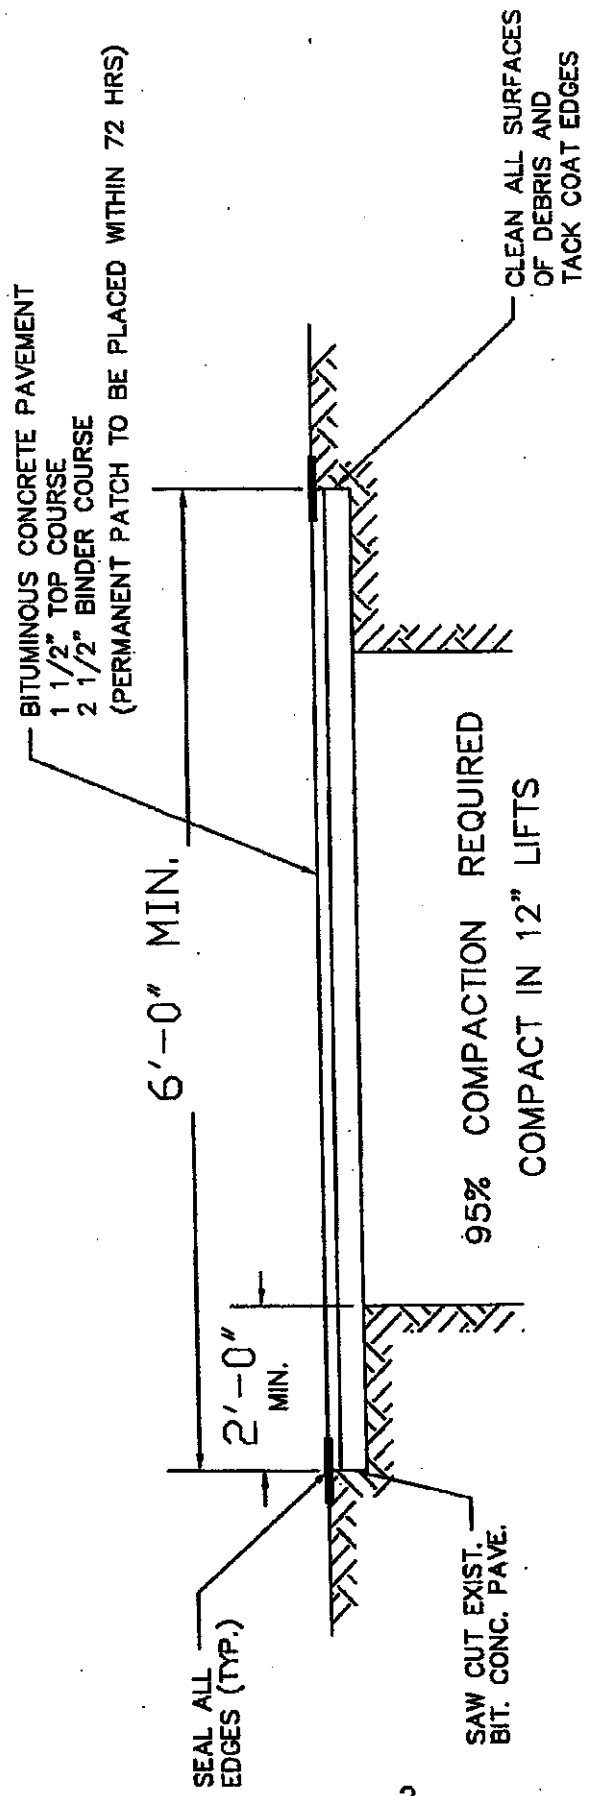 BITUMINOUS CONCRETE PAVEMENT
1 1/2" TOP COURSE
2 1/2" BINDER COURSE
(PERMANENT PATCH TO BE PLACED WITHIN 72 HRS)
6'-0" MIN.
2'-0"
MIN.
SEAL ALL
EDGES (TYP.)
SAW CUT EXIST.
BIT. CONC. PAVE.
95% COMPACTION REQUIRED
COMPACT IN 12" LIFTS
CLEAN ALL SURFACES
OF DEBRIS AND
TACK COAT EDGES